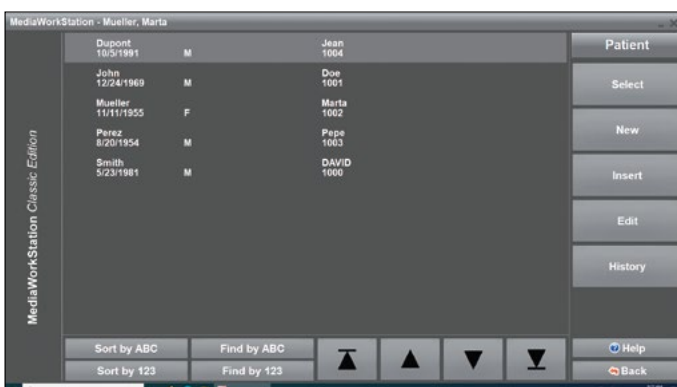 MediaWorkStation - Mueller, Marta
Dupont Jean
10/5/1991 M 1004
John Doe
12/24/1969 M 1001
Mueller Marta
11/11/1955 F 1002
Perez Pepe
8/20/1954 M 1003
Smith DAVID
5/23/1981 M 1000
Patient
Select
New
Insert
Edit
History
Help
Back
Sort by ABC Find by ABC
Sort by 123 Find by 123
MediaWorkStation Classic Edition